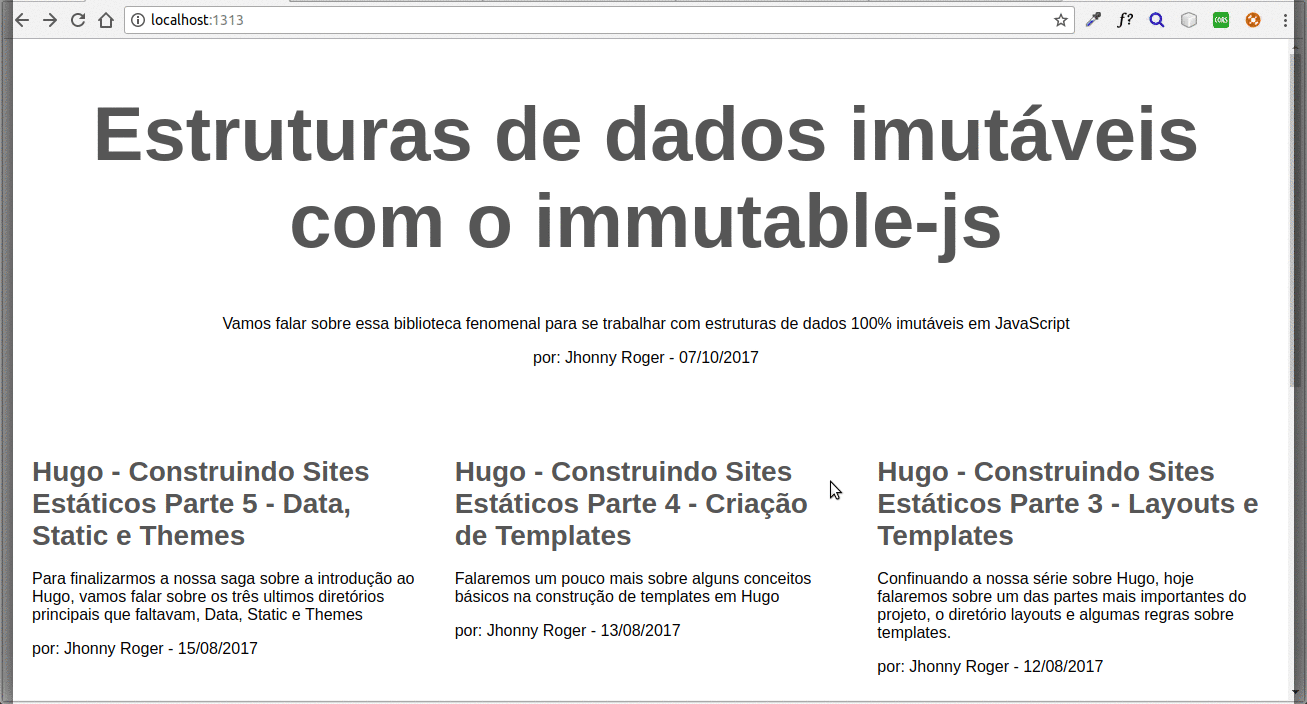 localhost:1313
f?
CORS
Estruturas de dados imutáveis
com o immutable-js
Vamos falar sobre essa biblioteca fenomenal para se trabalhar com estruturas de dados 100% imutáveis em JavaScript
por: Jhonny Roger - 07/10/2017
Hugo - Construindo Sites
Estáticos Parte 5 - Data,
Static e Themes
Para finalizarmos a nossa saga sobre a introdução ao
Hugo, vamos falar sobre os três ultimos diretórios
principais que faltavam, Data, Static e Themes
por: Jhonny Roger - 15/08/2017
Hugo - Construindo Sites
Estáticos Parte 4 - Criação
de Templates
Falaremos um pouco mais sobre alguns conceitos
básicos na construção de templates em Hugo
por: Jhonny Roger - 13/08/2017
Hugo - Construindo Sites
Estáticos Parte 3 - Layouts e
Templates
Confinuando a nossa série sobre Hugo, hoje
falaremos sobre um das partes mais importantes do
projeto, o diretório layouts e algumas regras sobre
templates.
por: Jhonny Roger - 12/08/2017